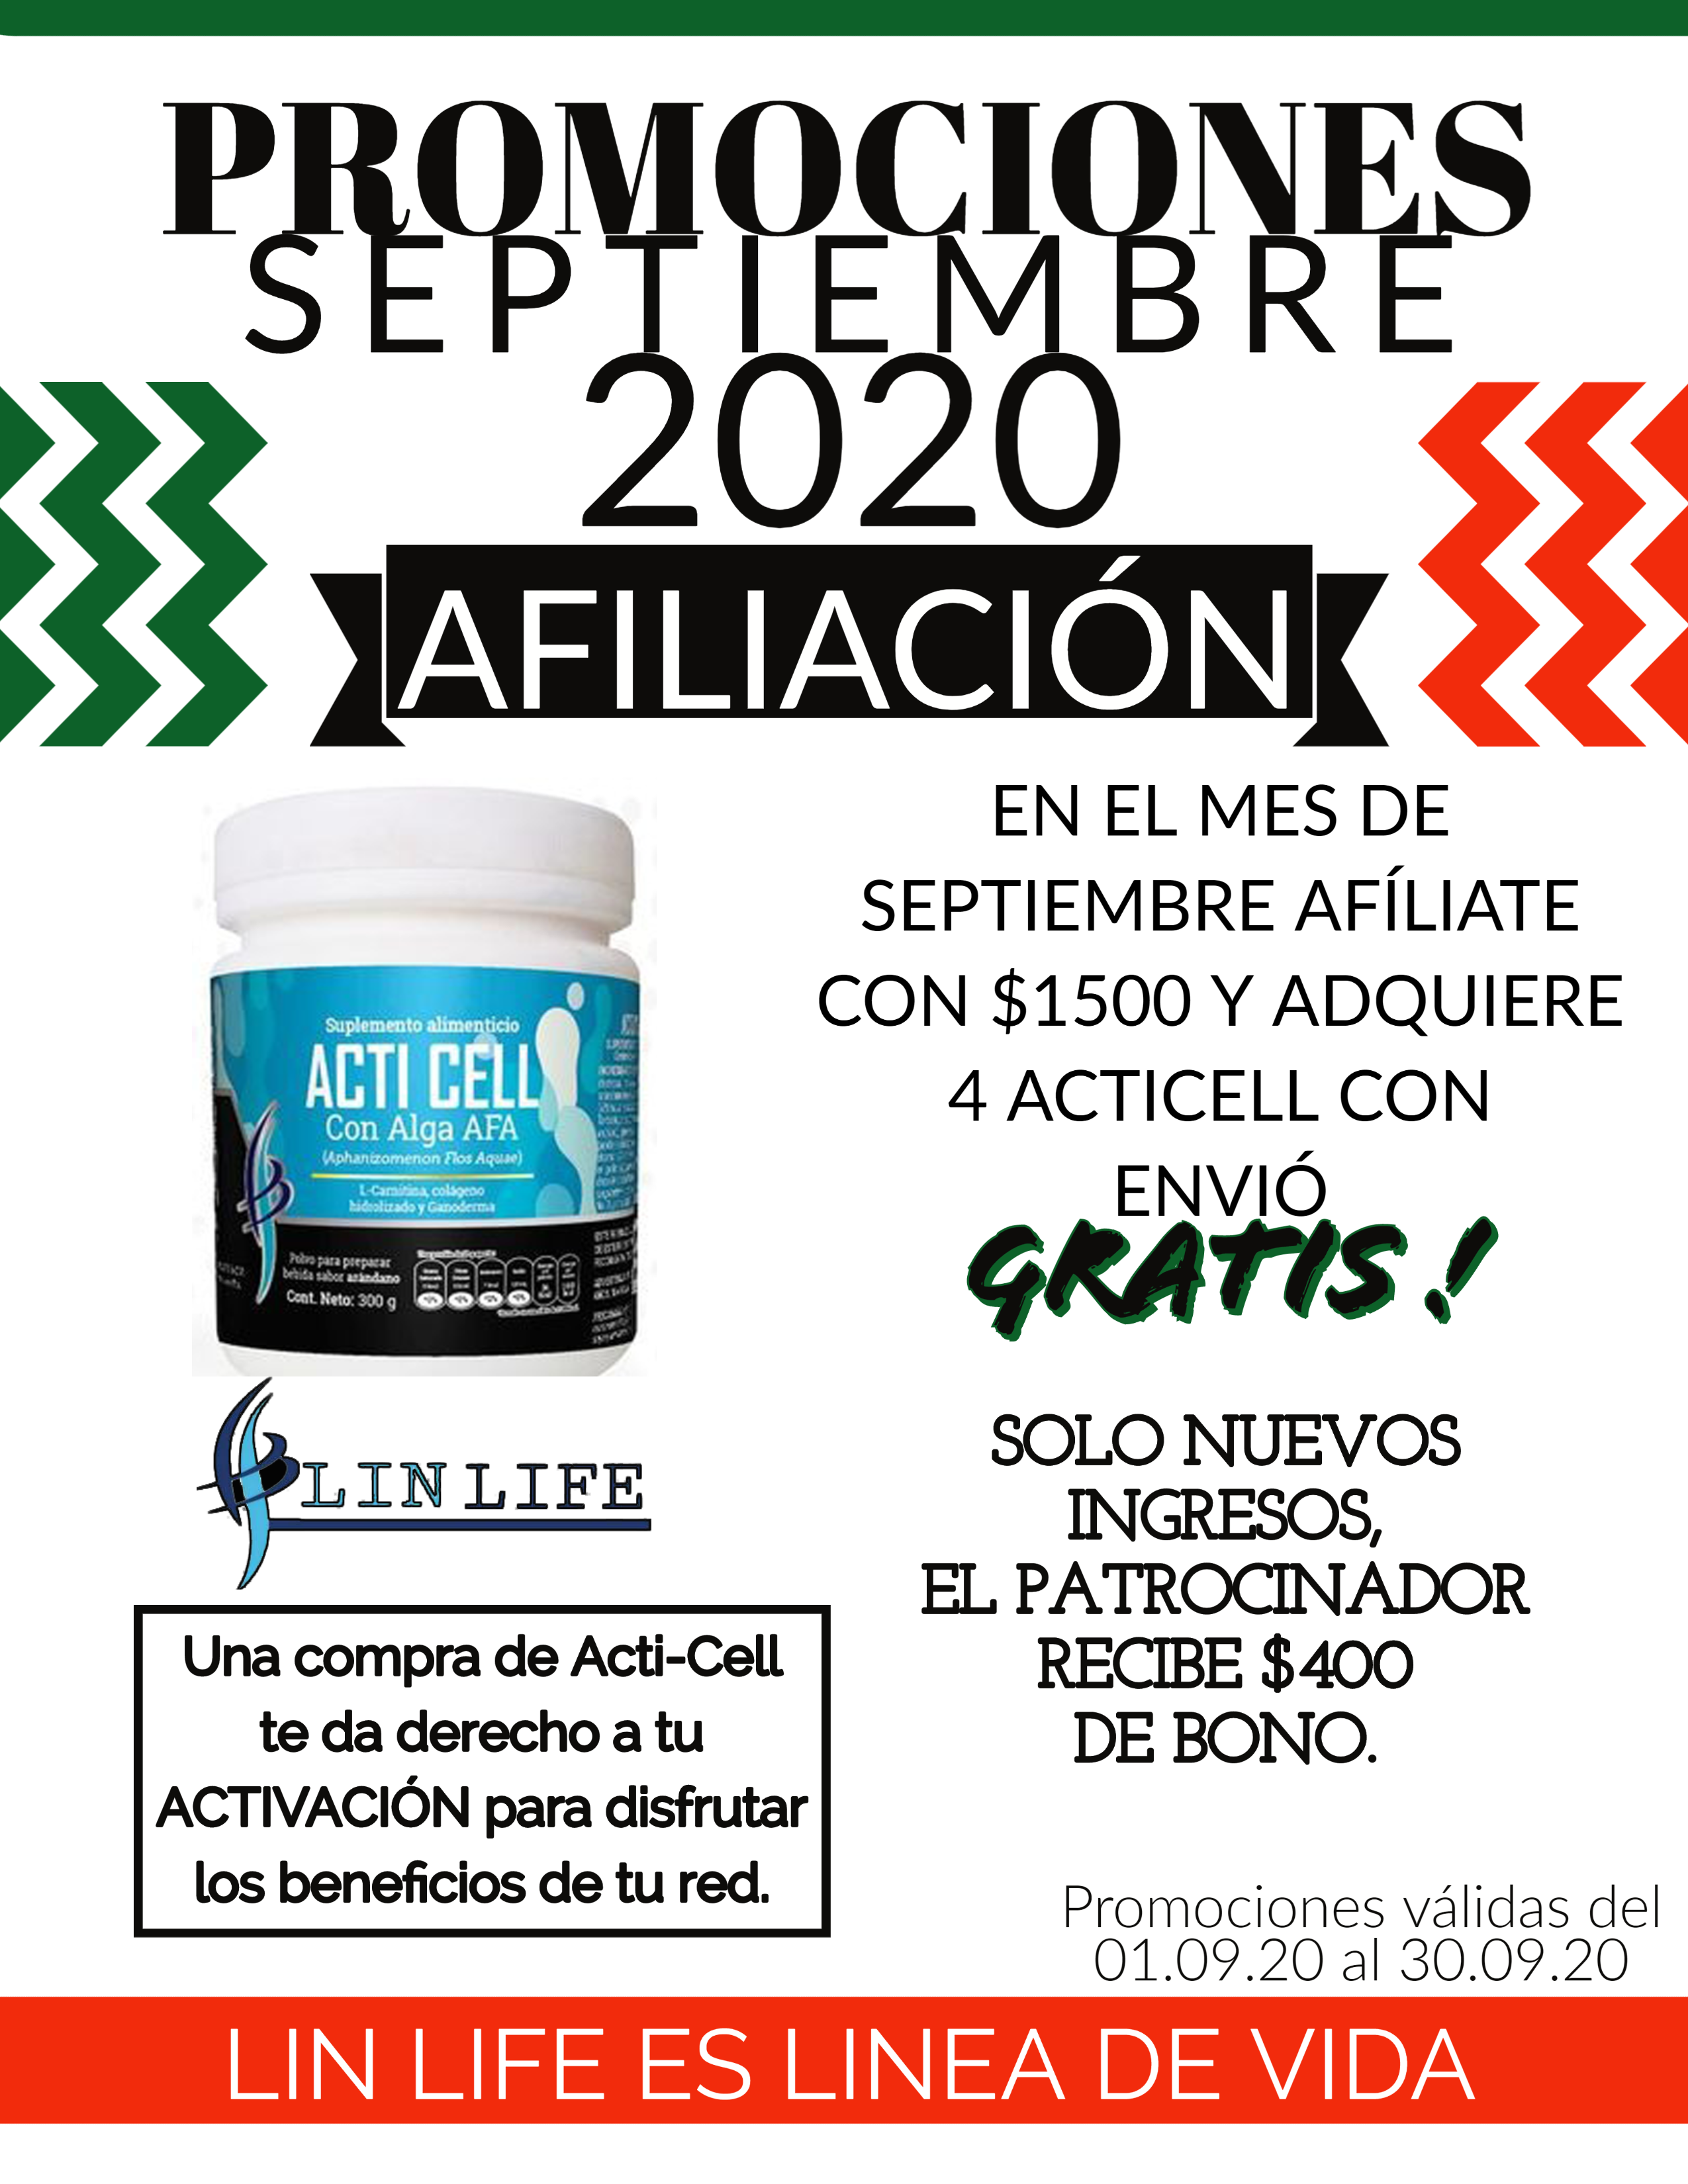 PROMOCIONES
SEPTIEMBRE
2020
AFILIACIÓN
EN EL MES DE
SEPTIEMBRE AFÍLIATE
CON $1500 Y ADQUIERE
4 ACTICELL CON
ENVIÓ
GRATIS!
Suplemento alimenticio
ACTI CELL
Con Alga AFA
(Aphanizomenon Flos Aquae)
L-Carnitina, colágeno
hidrolizado y Ganoderma
Polvo para preparar
bebida sabor arándano
Cont. Neto: 300 g
LIN LIFE
SOLO NUEVOS
INGRESOS,
EL PATROCINADOR
RECIBE $400
DE BONO.
Una compra de Acti-Cell
te da derecho a tu
ACTIVACIÓN para disfrutar
los beneficios de tu red.
Promociones válidas del
01.09.20 al 30.09.20
LIN LIFE ES LINEA DE VIDA